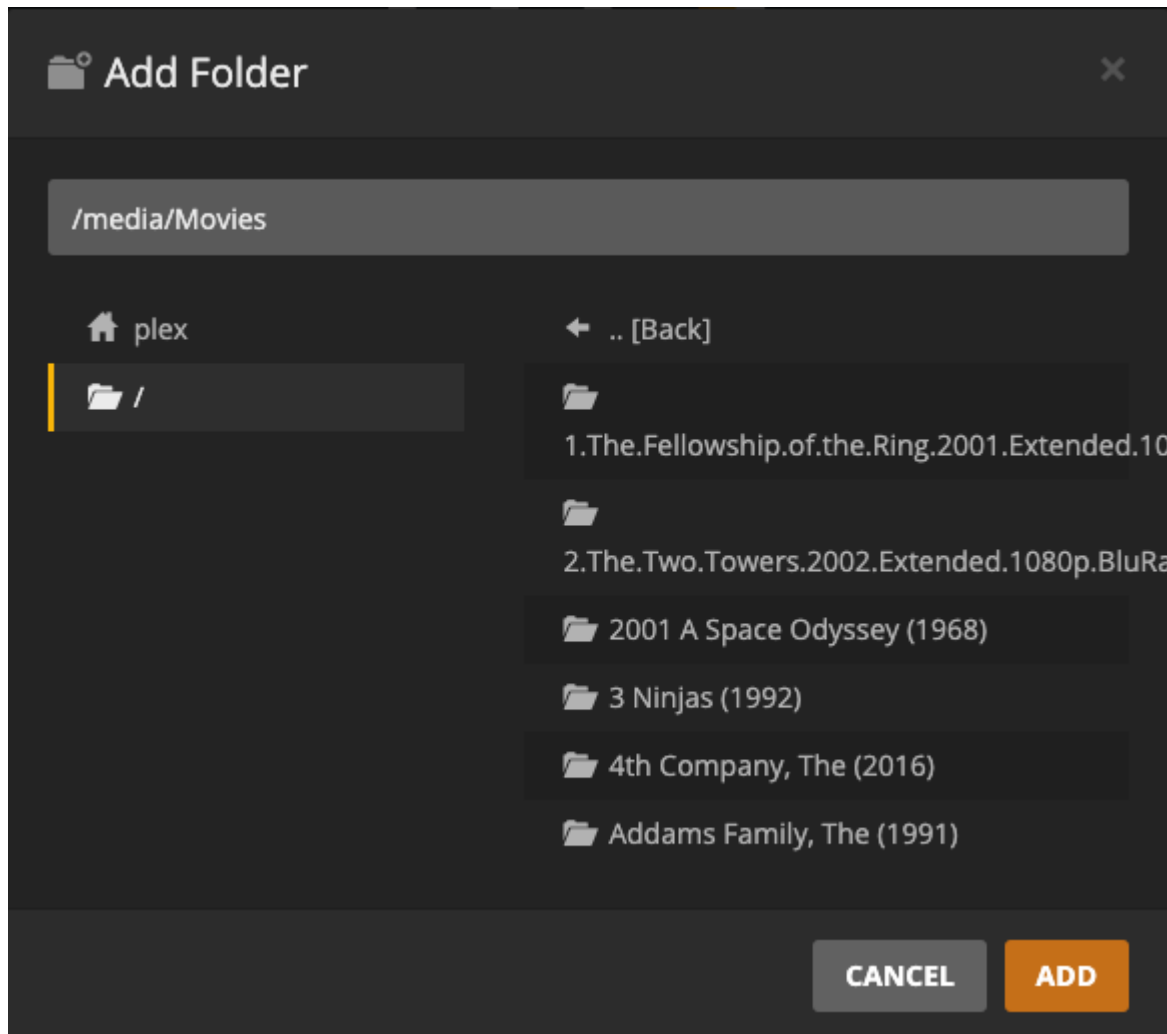 Add Folder
/media/Movies
plex
/
.. [Back]
1.The.Fellowship.of.the.Ring.2001.Extended.10
2.The.Two.Towers.2002.Extended.1080p.BluRa
2001 A Space Odyssey (1968)
3 Ninjas (1992)
4th Company, The (2016)
Addams Family, The (1991)
CANCEL
ADD